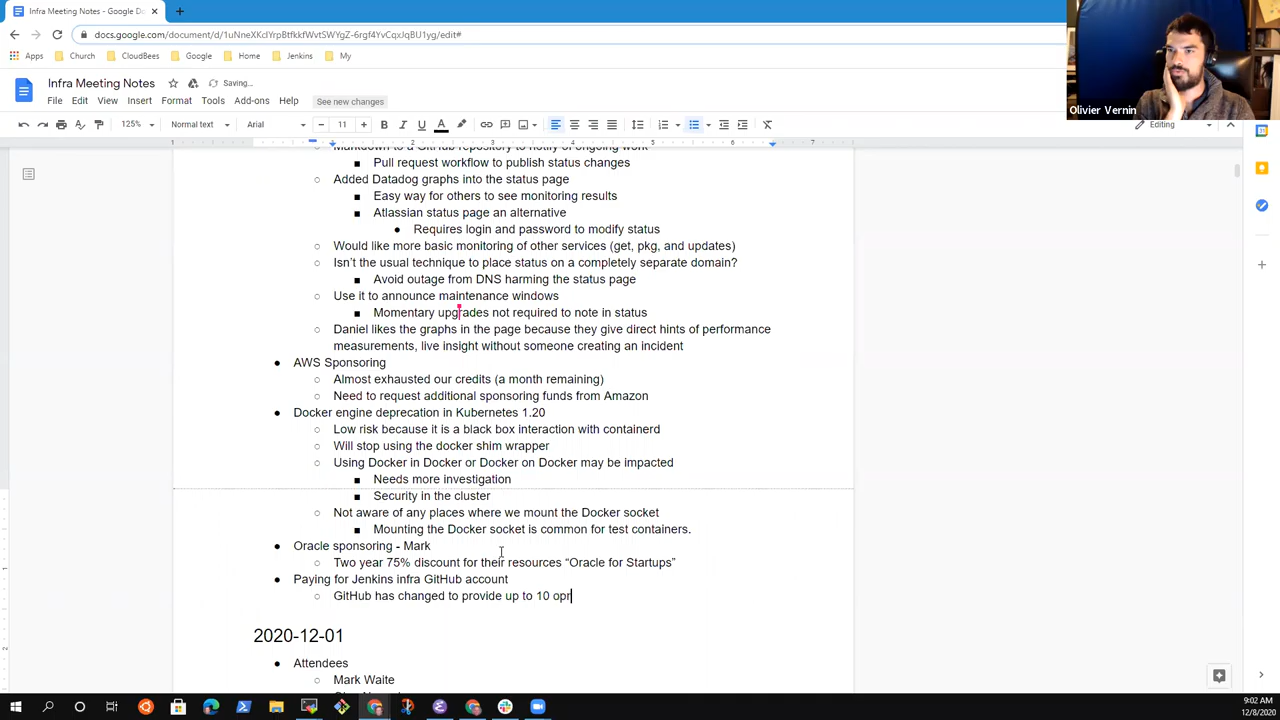 Infra Meeting Notes - Google Do
docs.google.com/document/d/
Apps Church CloudBees Google Home Jenkins My
Infra Meeting Notes Saving...
File Edit View Insert Format Tools Add-ons Help See new changes
125% Normal text Arial 11 Editing
1 2 3 4 5 6 7
Pull request workflow to publish status changes
Added Datadog graphs into the status page
Easy way for others to see monitoring results
Atlassian status page an alternative
Requires login and password to modify status
Would like more basic monitoring of other services (get, pkg, and updates)
Isn't the usual technique to place status on a completely separate domain?
Avoid outage from DNS harming the status page
Use it to announce maintenance windows
Momentary upgrades not required to note in status
Daniel likes the graphs in the page because they give direct hints of performance
measurements, live insight without someone creating an incident
AWS Sponsoring
Almost exhausted our credits (a month remaining)
Need to request additional sponsoring funds from Amazon
Docker engine deprecation in Kubernetes 1.20
Low risk because it is a black box interaction with containerd
Will stop using the docker shim wrapper
Using Docker in Docker or Docker on Docker may be impacted
Needs more investigation
Security in the cluster
Not aware of any places where we mount the Docker socket
Mounting the Docker socket is common for test containers.
Oracle sponsoring - Mark
Two year 75% discount for their resources “Oracle for Startups”
Paying for Jenkins infra GitHub account
GitHub has changed to provide up to 10 opr
2020-12-01
Attendees
Mark Waite
Olivier Vernin
9:02 AM
12/8/2020